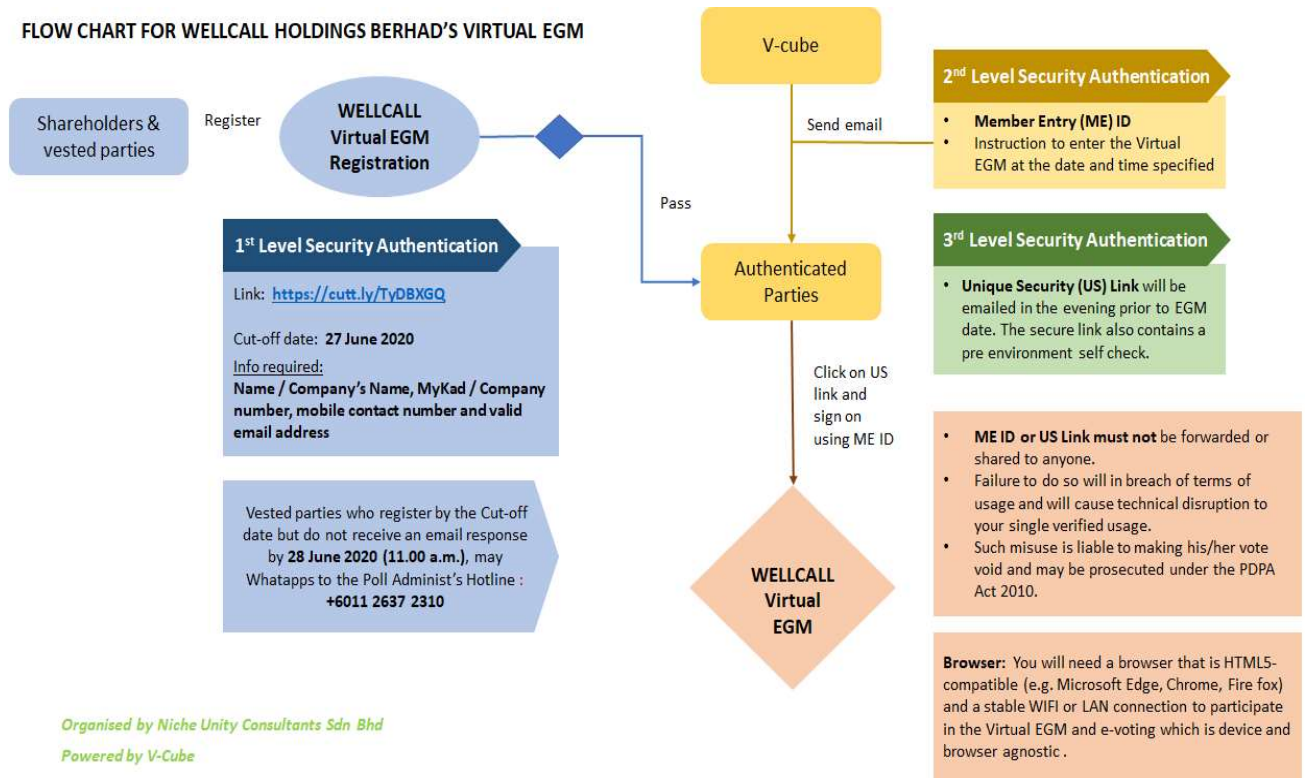 FLOW CHART FOR WELLCALL HOLDINGS BERHAD'S VIRTUAL EGM
Shareholders &
vested parties
Register
WELLCALL
Virtual EGM
Registration
Pass
V-cube
Send email
Authenticated
Parties
Click on US
link and
sign on
using ME ID
WELLCALL
Virtual
EGM
1st Level Security Authentication
Link: https://cutt.ly/TyDBXGQ
Cut-off date: 27 June 2020
Info required:
Name / Company's Name, MyKad / Company
number, mobile contact number and valid
email address
Vested parties who register by the Cut-off
date but do not receive an email response
by 28 June 2020 (11.00 a.m.), may
Whatapps to the Poll Administ's Hotline :
+6011 2637 2310
2nd Level Security Authentication
• Member Entry (ME) ID
• Instruction to enter the Virtual
EGM at the date and time specified
3rd Level Security Authentication
• Unique Security (US) Link will be
emailed in the evening prior to EGM
date. The secure link also contains a
pre environment self check.
• ME ID or US Link must not be forwarded or
shared to anyone.
• Failure to do so will in breach of terms of
usage and will cause technical disruption to
your single verified usage.
• Such misuse is liable to making his/her vote
void and may be prosecuted under the PDPA
Act 2010.
Browser: You will need a browser that is HTML5-
compatible (e.g. Microsoft Edge, Chrome, Fire fox)
and a stable WIFI or LAN connection to participate
in the Virtual EGM and e-voting which is device and
browser agnostic .
Organised by Niche Unity Consultants Sdn Bhd
Powered by V-Cube